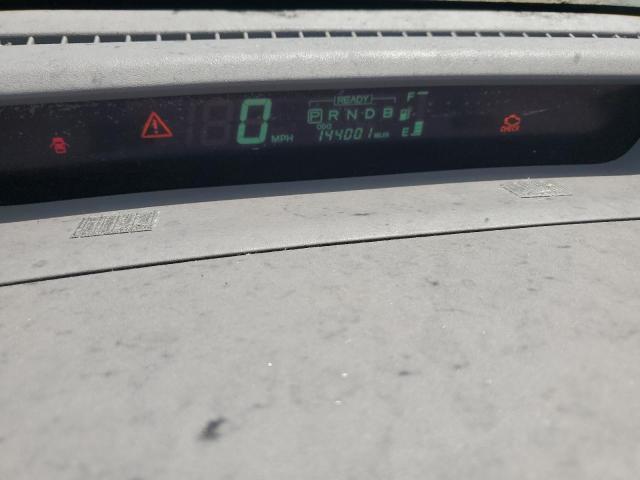 0 MPH
READY
F
P R N D B
ODO
144001 MILES
E
CHECK